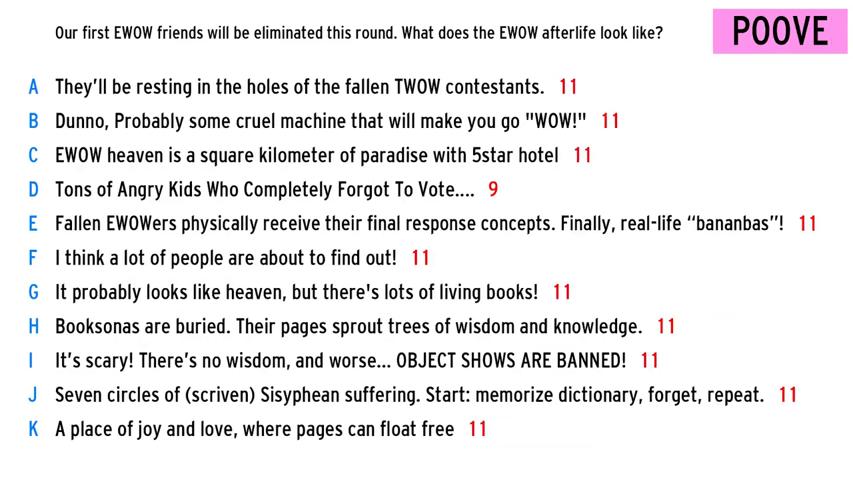 Our first EWOW friends will be eliminated this round. What does the EWOW afterlife look like?
POOVE
A They'll be resting in the holes of the fallen TWOW contestants. 11
B Dunno, Probably some cruel machine that will make you go "WOW!" 11
C EWOW heaven is a square kilometer of paradise with 5star hotel 11
D Tons of Angry Kids Who Completely Forgot To Vote.... 9
E Fallen EWOWers physically receive their final response concepts. Finally, real-life “bananbas”! 11
F I think a lot of people are about to find out! 11
G It probably looks like heaven, but there's lots of living books! 11
H Booksonas are buried. Their pages sprout trees of wisdom and knowledge. 11
I It’s scary! There’s no wisdom, and worse... OBJECT SHOWS ARE BANNED! 11
J Seven circles of (scriven) Sisyphean suffering. Start: memorize dictionary, forget, repeat. 11
K A place of joy and love, where pages can float free 11